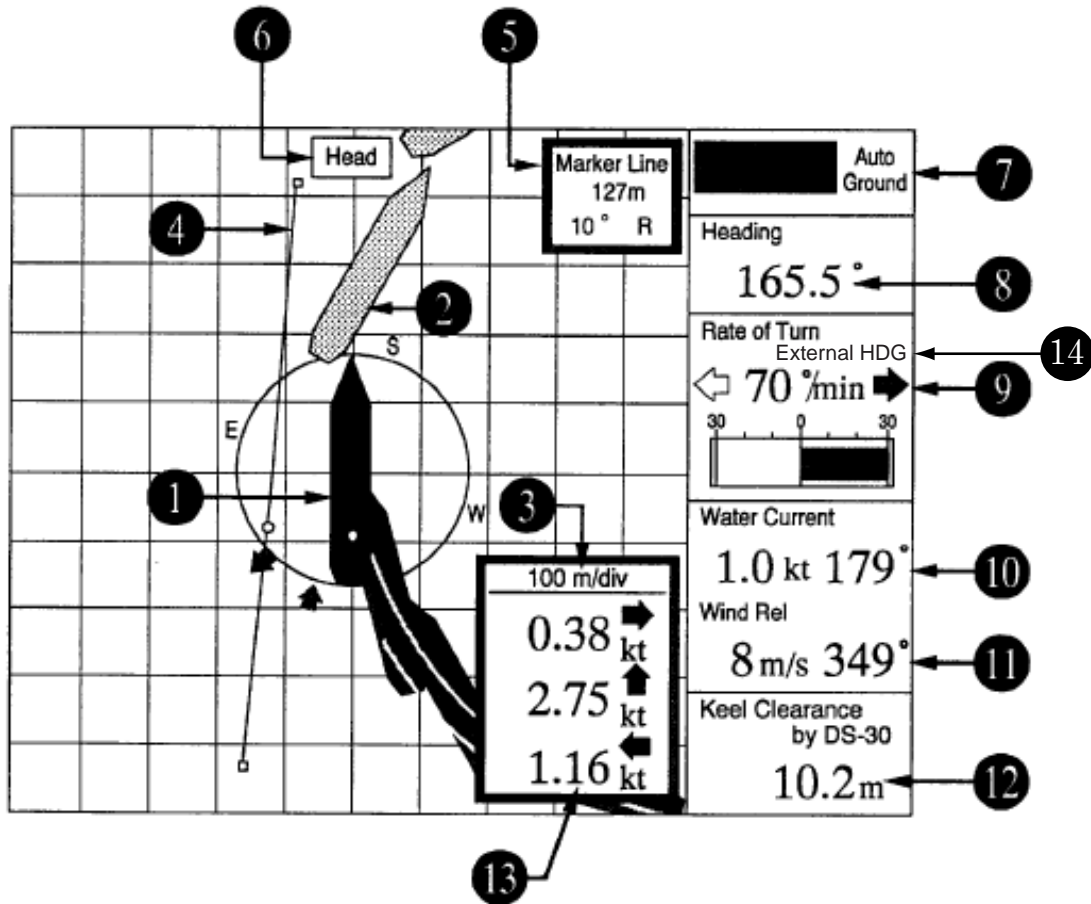 6
5
Head
Marker Line
127m
10° R
Auto
Ground
7
4
Heading
165.5°
8
2
S
Rate of Turn
External HDG
14
70°/min
9
30 0 30
E
1
W
3
Water Current
1.0 kt 179°
10
100 m/div
0.38 kt
2.75 kt
1.16 kt
Wind Rel
8 m/s 349°
11
Keel Clearance
by DS-30
10.2m
12
13